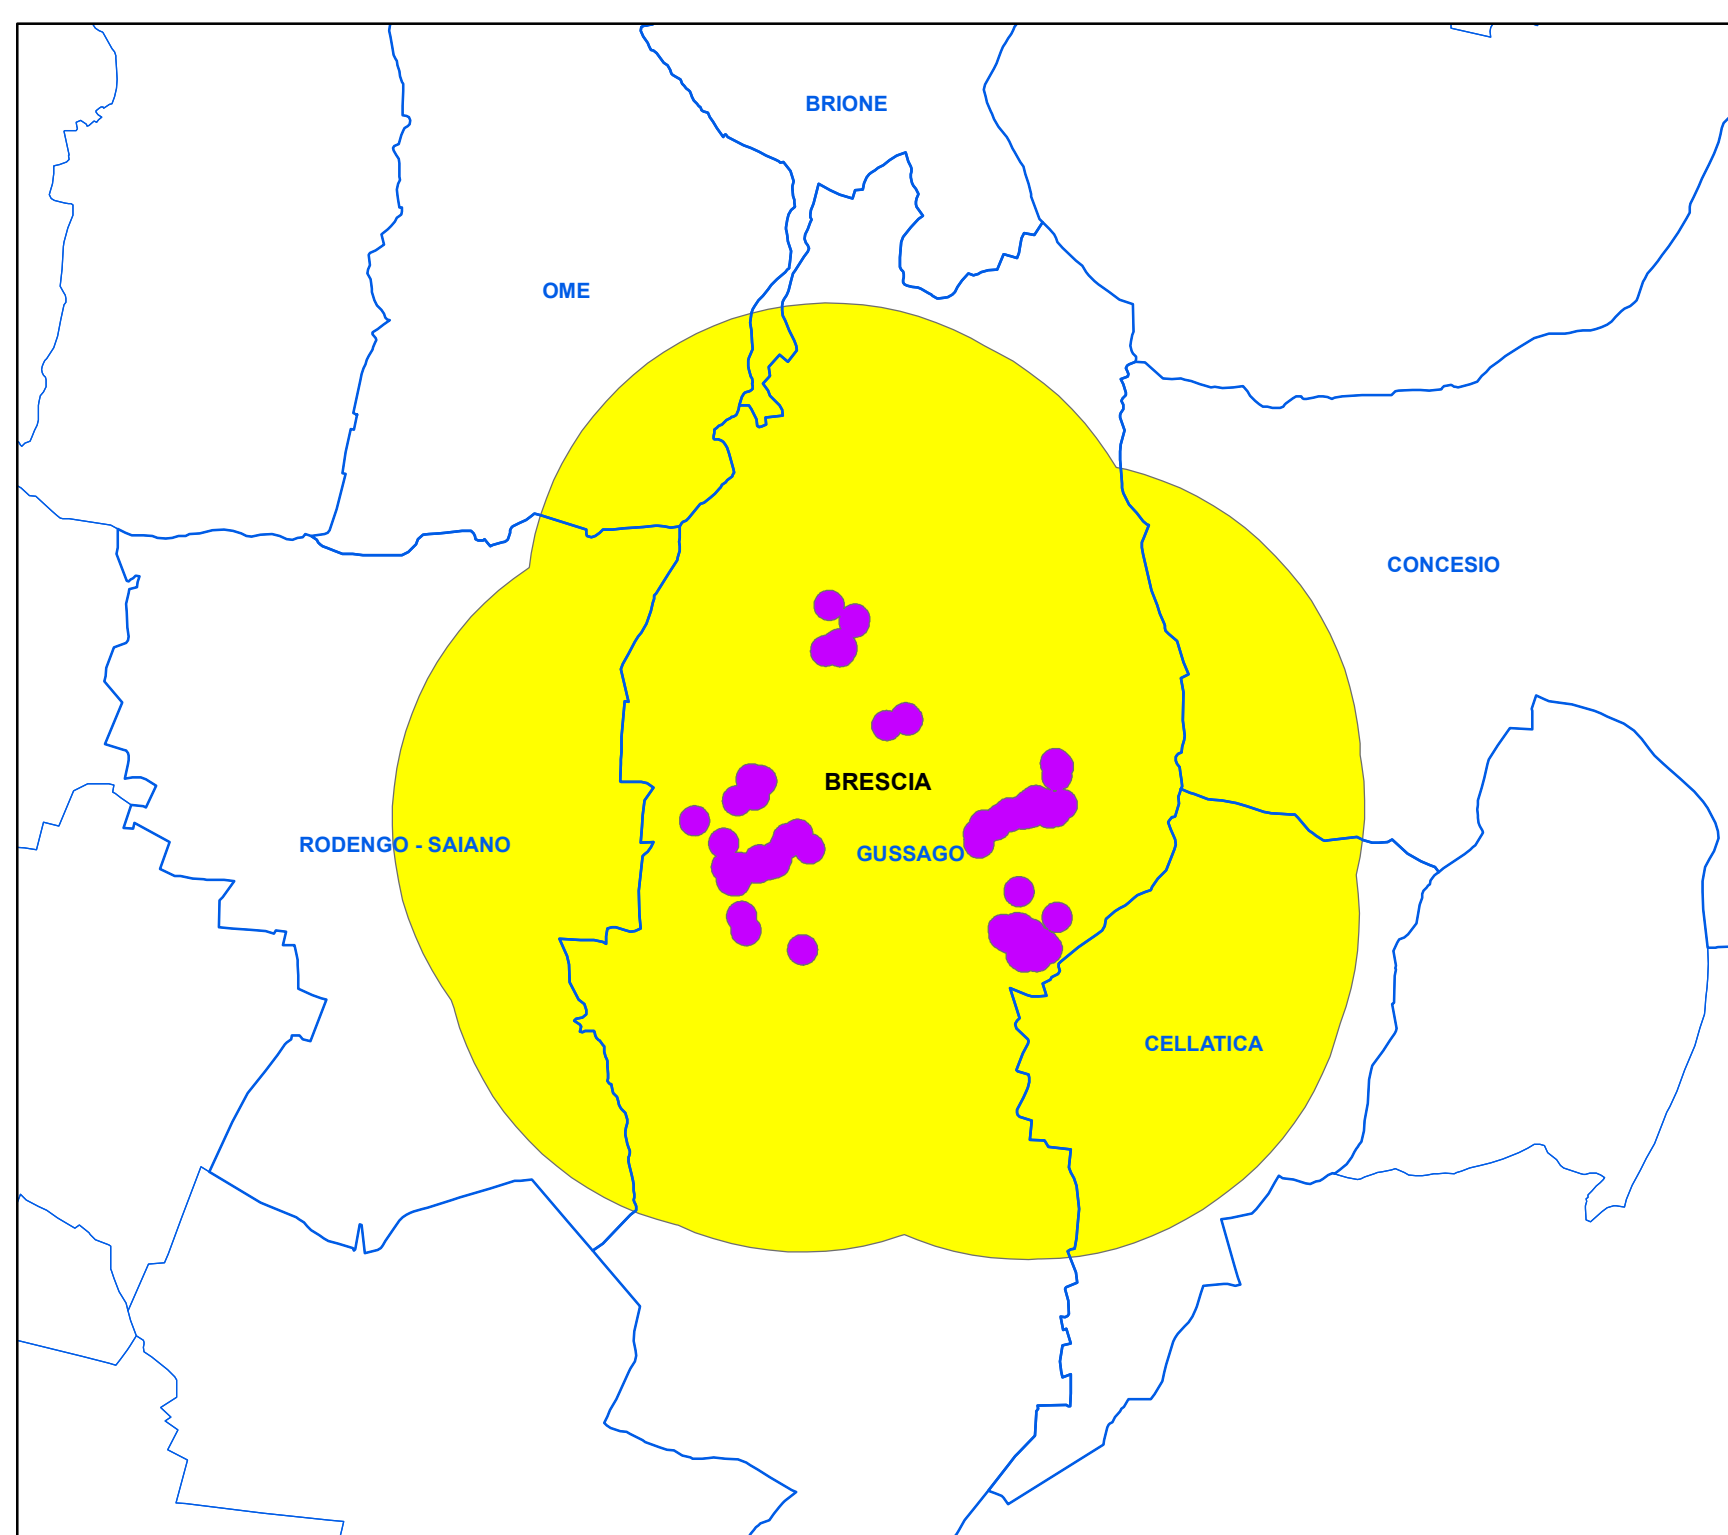 BRIONE
OME
CONCESIO
BRESCIA
RODENGO - SAIANO
GUSSAGO
CELLATICA